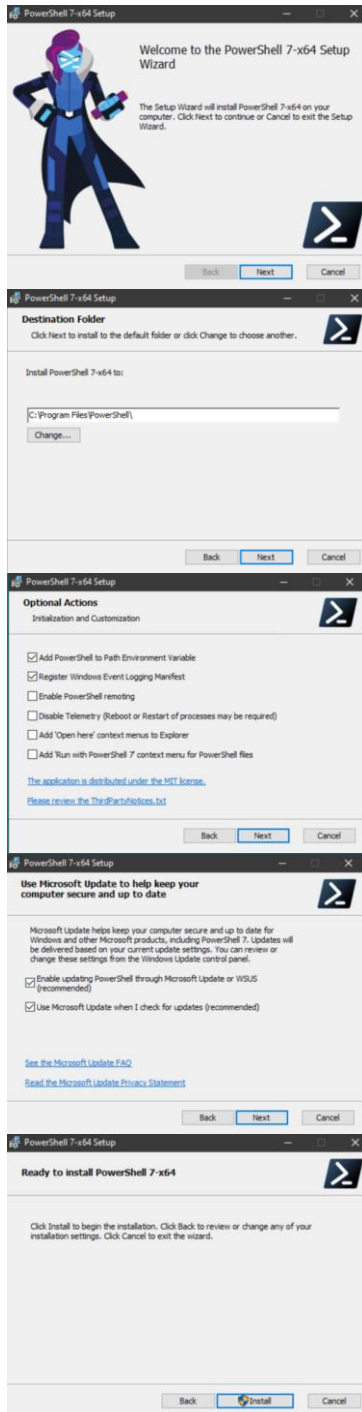 PowerShell 7-x64 Setup
Welcome to the PowerShell 7-x64 Setup
Wizard
The Setup Wizard will install PowerShell 7-x64 on your
computer. Click Next to continue or Cancel to exit the Setup
Wizard.
Back Next Cancel
PowerShell 7-x64 Setup
Destination Folder
Click Next to install to the default folder or click Change to choose another.
Install PowerShell 7-x64 to:
C:\Program Files\PowerShell\
Change...
Back Next Cancel
PowerShell 7-x64 Setup
Optional Actions
Initialization and Customization
Add PowerShell to Path Environment Variable
Register Windows Event Logging Manifest
Enable PowerShell remoting
Disable Telemetry (Reboot or Restart of processes may be required)
Add 'Open here' context menus to Explorer
Add 'Run with PowerShell 7' context menu for PowerShell files
The application is distributed under the MIT license.
Please review the ThirdPartyNotices.txt
Back Next Cancel
PowerShell 7-x64 Setup
Use Microsoft Update to help keep your
computer secure and up to date
Microsoft Update helps keep your computer secure and up to date for
Windows and other Microsoft products, including PowerShell 7. Updates will
be delivered based on your current update settings. You can review or
change these settings from the Windows Update control panel.
Enable updating PowerShell through Microsoft Update or WSUS
(recommended)
Use Microsoft Update when I check for updates (recommended)
See the Microsoft Update FAQ
Read the Microsoft Update Privacy Statement
Back Next Cancel
PowerShell 7-x64 Setup
Ready to install PowerShell 7-x64
Click Install to begin the installation. Click Back to review or change any of your
installation settings. Click Cancel to exit the wizard.
Back Install Cancel